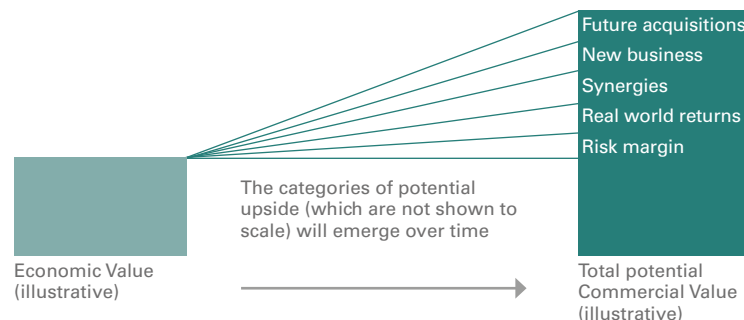 Future acquisitions
New business
Synergies
Real world returns
Risk margin
The categories of potential
upside (which are not shown to
scale) will emerge over time
Economic Value
(illustrative)
Total potential
Commercial Value
(illustrative)